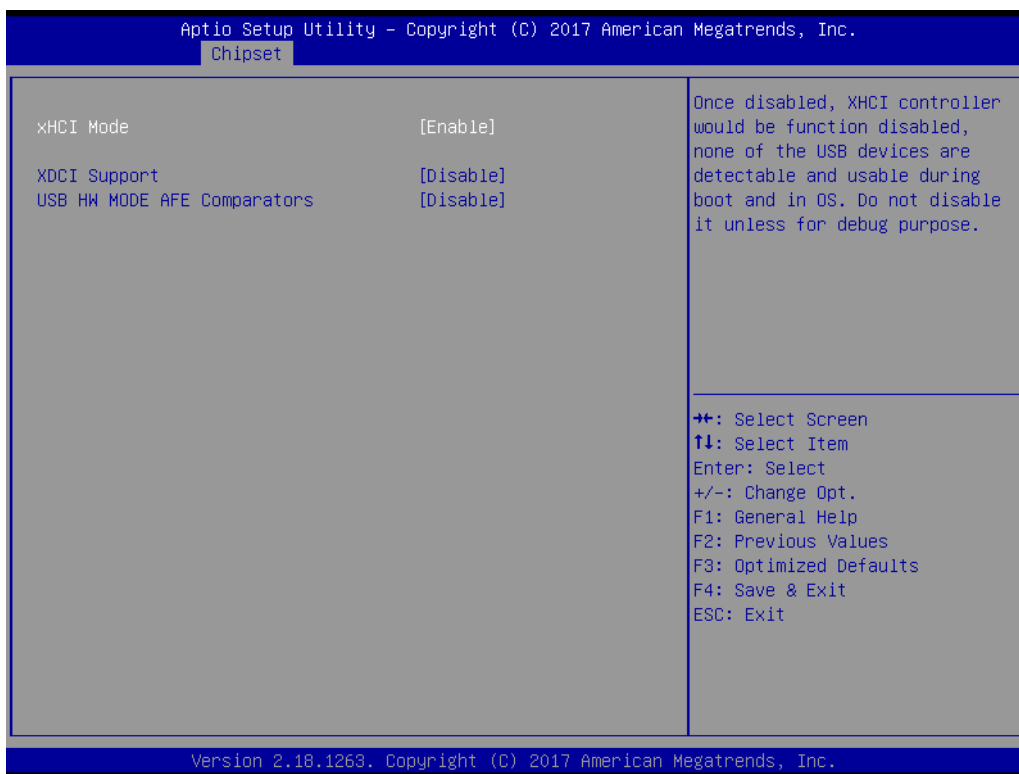 Aptio Setup Utility – Copyright (C) 2017 American Megatrends, Inc.
Chipset
xHCI Mode [Enable]
XDCI Support [Disable]
USB HW MODE AFE Comparators [Disable]
Once disabled, XHCI controller
would be function disabled,
none of the USB devices are
detectable and usable during
boot and in OS. Do not disable
it unless for debug purpose.
→←: Select Screen
↑↓: Select Item
Enter: Select
+/-: Change Opt.
F1: General Help
F2: Previous Values
F3: Optimized Defaults
F4: Save & Exit
ESC: Exit
Version 2.18.1263. Copyright (C) 2017 American Megatrends, Inc.